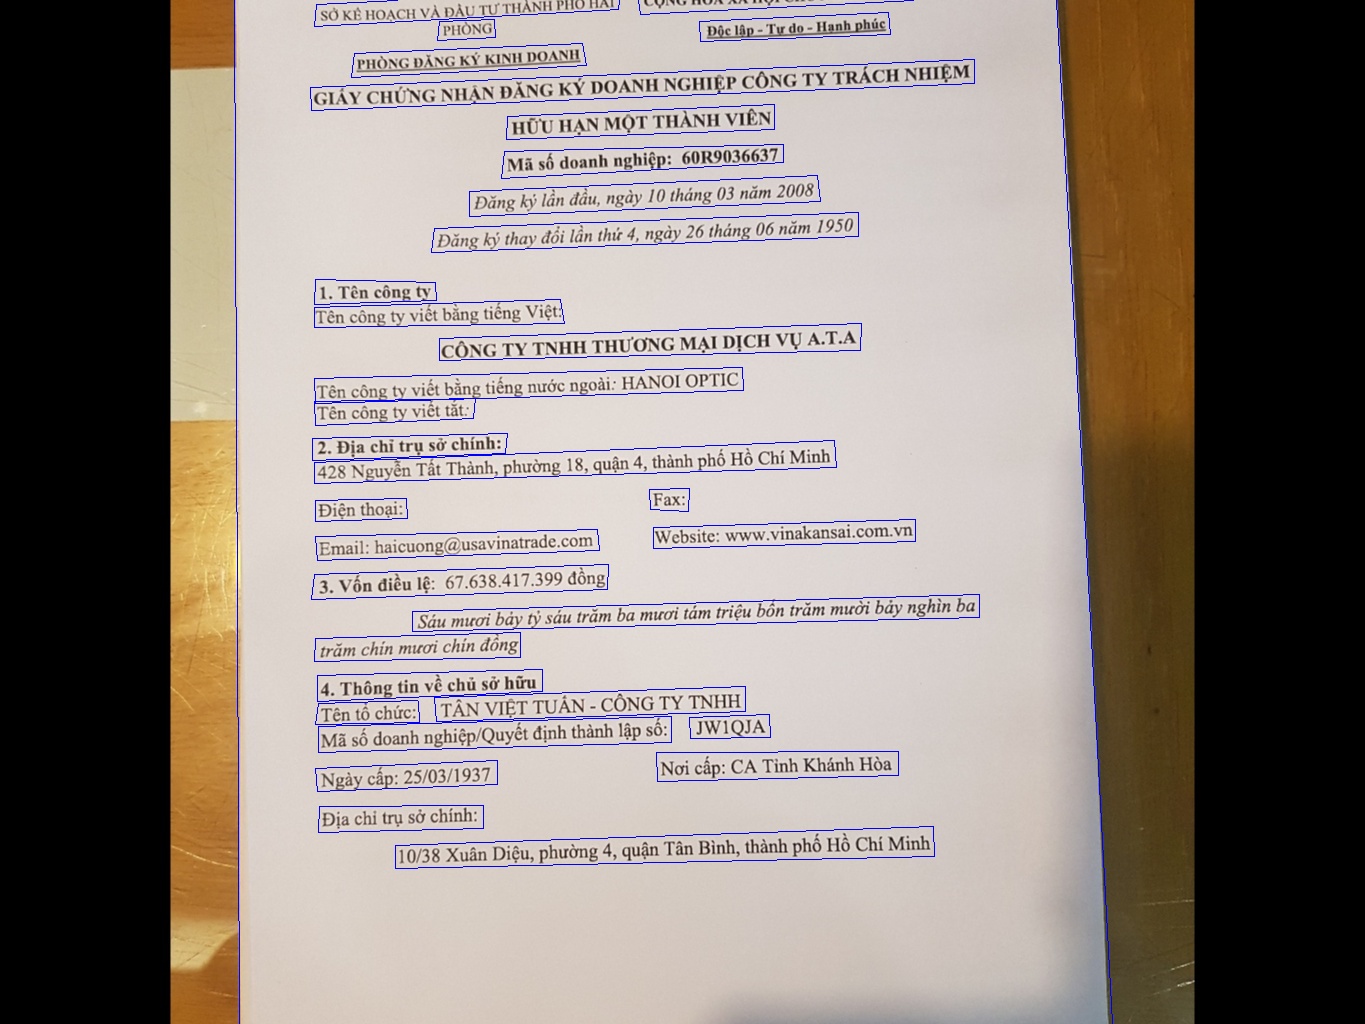 SỞ KẾ HOẠCH VÀ ĐẦU TƯ THÀNH PHỐ HẢI
PHÒNG
Độc lập - Tự do - Hạnh phúc
PHÒNG ĐĂNG KÝ KINH DOANH
GIẤY CHỨNG NHẬN ĐĂNG KÝ DOANH NGHIỆP CÔNG TY TRÁCH NHIỆM
HỮU HẠN MỘT THÀNH VIÊN
Mã số doanh nghiệp: 60R9036637
Đăng ký lần đầu, ngày 10 tháng 03 năm 2008
Đăng ký thay đổi lần thứ 4, ngày 26 tháng 06 năm 1950
1. Tên công ty
Tên công ty viết bằng tiếng Việt:
CÔNG TY TNHH THƯƠNG MẠI DỊCH VỤ A.T.A
Tên công ty viết bằng tiếng nước ngoài: HANOI OPTIC
Tên công ty viết tắt:
2. Địa chỉ trụ sở chính:
428 Nguyễn Tất Thành, phường 18, quận 4, thành phố Hồ Chí Minh
Điện thoại: Fax:
Email: haicuong@usavinatrade.com Website: www.vinakansai.com.vn
3. Vốn điều lệ: 67.638.417.399 đồng
Sáu mươi bảy tỷ sáu trăm ba mươi tám triệu bốn trăm mười bảy nghìn ba
trăm chín mươi chín đồng
4. Thông tin về chủ sở hữu
Tên tổ chức: TÂN VIỆT TUẤN - CÔNG TY TNHH
Mã số doanh nghiệp/Quyết định thành lập số: JW1QJA
Ngày cấp: 25/03/1937 Nơi cấp: CA Tỉnh Khánh Hòa
Địa chỉ trụ sở chính:
10/38 Xuân Diệu, phường 4, quận Tân Bình, thành phố Hồ Chí Minh